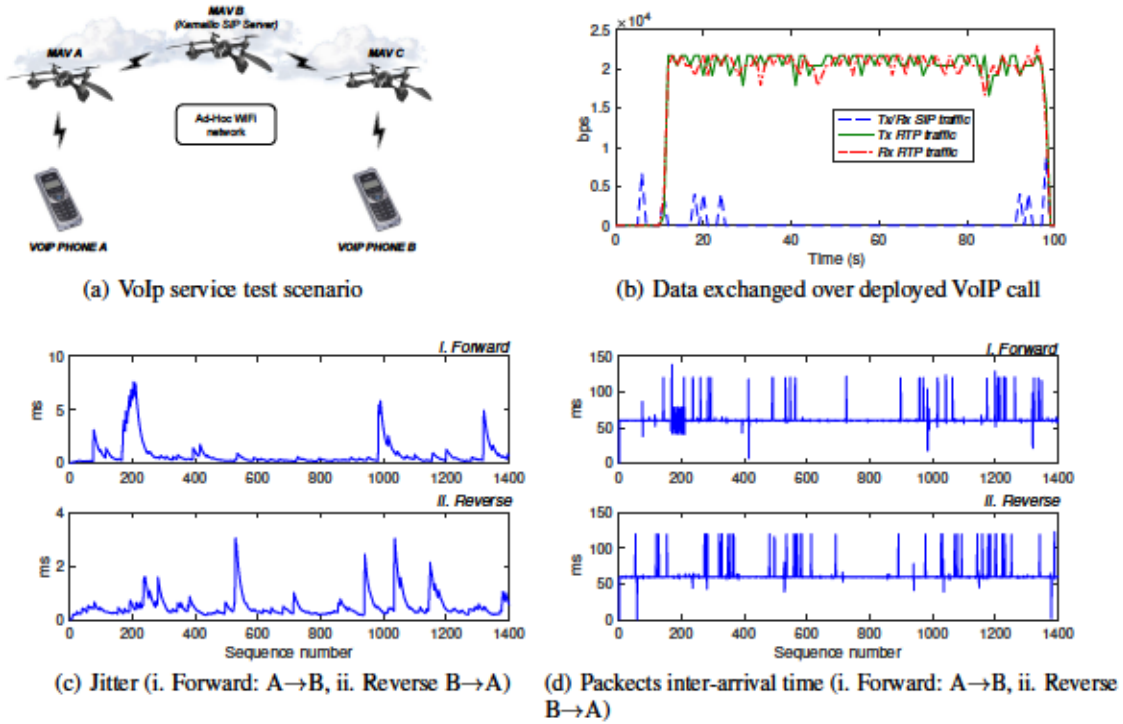 MAV B
(Kamailio SIP Server)
MAV A
MAV C
Ad-Hoc WiFi
network
VOIP PHONE A
VOIP PHONE B
(a) VoIp service test scenario
×10⁴
2.5
2
1.5
1
0.5
0
bps
Tx/Rx SIP traffic
Tx RTP traffic
Rx RTP traffic
0 20 40 60 80 100
Time (s)
(b) Data exchanged over deployed VoIP call
I. Forward
10
5
0
ms
0 200 400 600 800 1000 1200 1400
II. Reverse
4
2
0
ms
0 200 400 600 800 1000 1200 1400
Sequence number
(c) Jitter (i. Forward: A→B, ii. Reverse B→A)
I. Forward
150
100
50
0
ms
0 200 400 600 800 1000 1200 1400
II. Reverse
150
100
50
0
ms
0 200 400 600 800 1000 1200 1400
Sequence number
(d) Packects inter-arrival time (i. Forward: A→B, ii. Reverse
B→A)